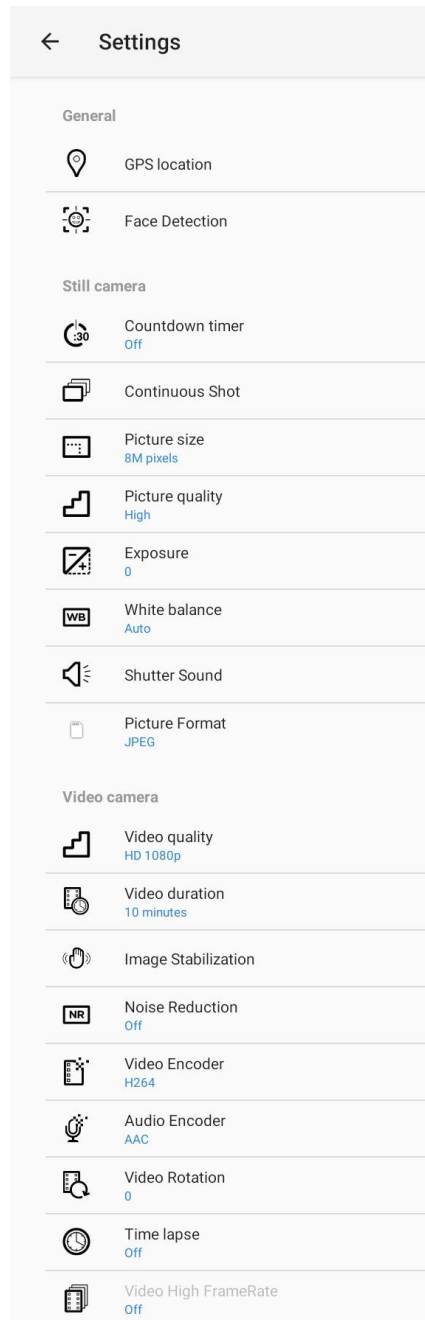 Settings
General
GPS location
Face Detection
Still camera
:30
Countdown timer
Off
Continuous Shot
Picture size
8M pixels
Picture quality
High
Exposure
0
WB
White balance
Auto
Shutter Sound
Picture Format
JPEG
Video camera
Video quality
HD 1080p
Video duration
10 minutes
Image Stabilization
NR
Noise Reduction
Off
Video Encoder
H264
Audio Encoder
AAC
Video Rotation
0
Time lapse
Off
Video High FrameRate
Off